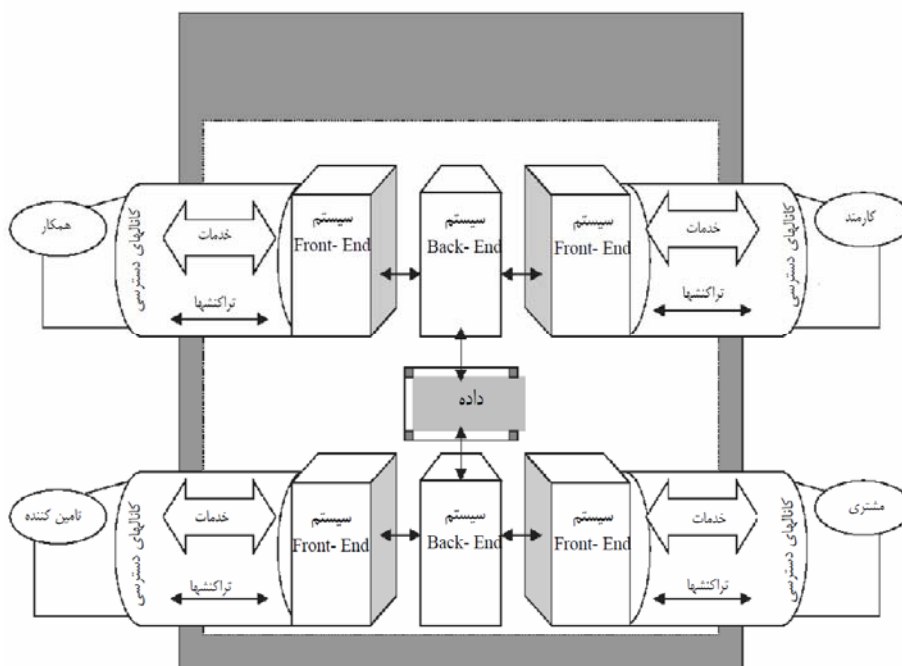 همکار
کانالهای دسترسی
خدمات
تراکنشها
سیستم
Front- End
سیستم
Back- End
سیستم
Front- End
خدمات
تراکنشها
کانالهای دسترسی
کارمند
داده
تامین کننده
کانالهای دسترسی
خدمات
تراکنشها
سیستم
Front- End
سیستم
Back- End
سیستم
Front- End
خدمات
تراکنشها
کانالهای دسترسی
مشتری